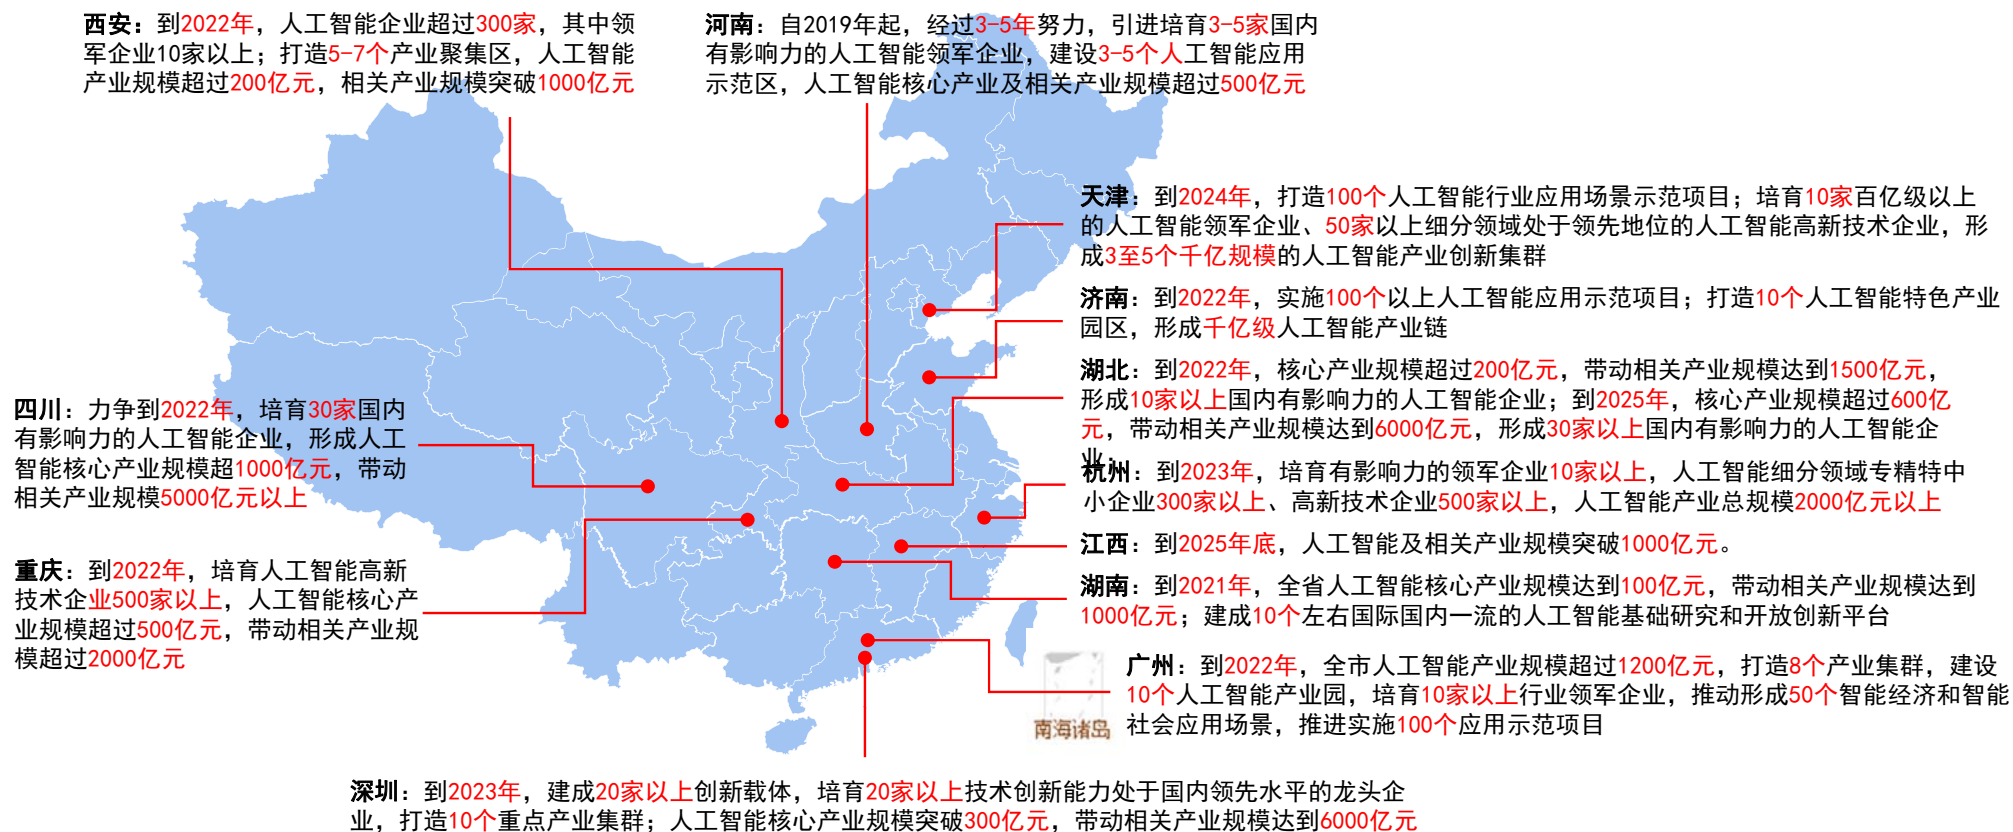 西安：到2022年，人工智能企业超过300家，其中领
军企业10家以上；打造5-7个产业聚集区，人工智能
产业规模超过200亿元，相关产业规模突破1000亿元
河南：自2019年起，经过3-5年努力，引进培育3-5家国内
有影响力的人工智能领军企业，建设3-5个人工智能应用
示范区，人工智能核心产业及相关产业规模超过500亿元
天津：到2024年，打造100个人工智能行业应用场景示范项目；培育10家百亿级以上
的人工智能领军企业、50家以上细分领域处于领先地位的人工智能高新技术企业，形
成3至5个千亿规模的人工智能产业创新集群
济南：到2022年，实施100个以上人工智能应用示范项目；打造10个人工智能特色产业
园区，形成千亿级人工智能产业链
湖北：到2022年，核心产业规模超过200亿元，带动相关产业规模达到1500亿元，
形成10家以上国内有影响力的人工智能企业；到2025年，核心产业规模超过600亿
元，带动相关产业规模达到6000亿元，形成30家以上国内有影响力的人工智能企
业；
杭州：到2023年，培育有影响力的领军企业10家以上，人工智能细分领域专精特中
小企业300家以上、高新技术企业500家以上，人工智能产业总规模2000亿元以上
江西：到2025年底，人工智能及相关产业规模突破1000亿元。
湖南：到2021年，全省人工智能核心产业规模达到100亿元，带动相关产业规模达到
1000亿元；建成10个左右国际国内一流的人工智能基础研究和开放创新平台
四川：力争到2022年，培育30家国内
有影响力的人工智能企业，形成人工
智能核心产业规模超1000亿元，带动
相关产业规模5000亿元以上
重庆：到2022年，培育人工智能高新
技术企业500家以上，人工智能核心产
业规模超过500亿元，带动相关产业规
模超过2000亿元
广州：到2022年，全市人工智能产业规模超过1200亿元，打造8个产业集群，建设
10个人工智能产业园，培育10家以上行业领军企业，推动形成50个智能经济和智能
社会应用场景，推进实施100个应用示范项目
南海诸岛
深圳：到2023年，建成20家以上创新载体，培育20家以上技术创新能力处于国内领先水平的龙头企
业，打造10个重点产业集群；人工智能核心产业规模突破300亿元，带动相关产业规模达到6000亿元